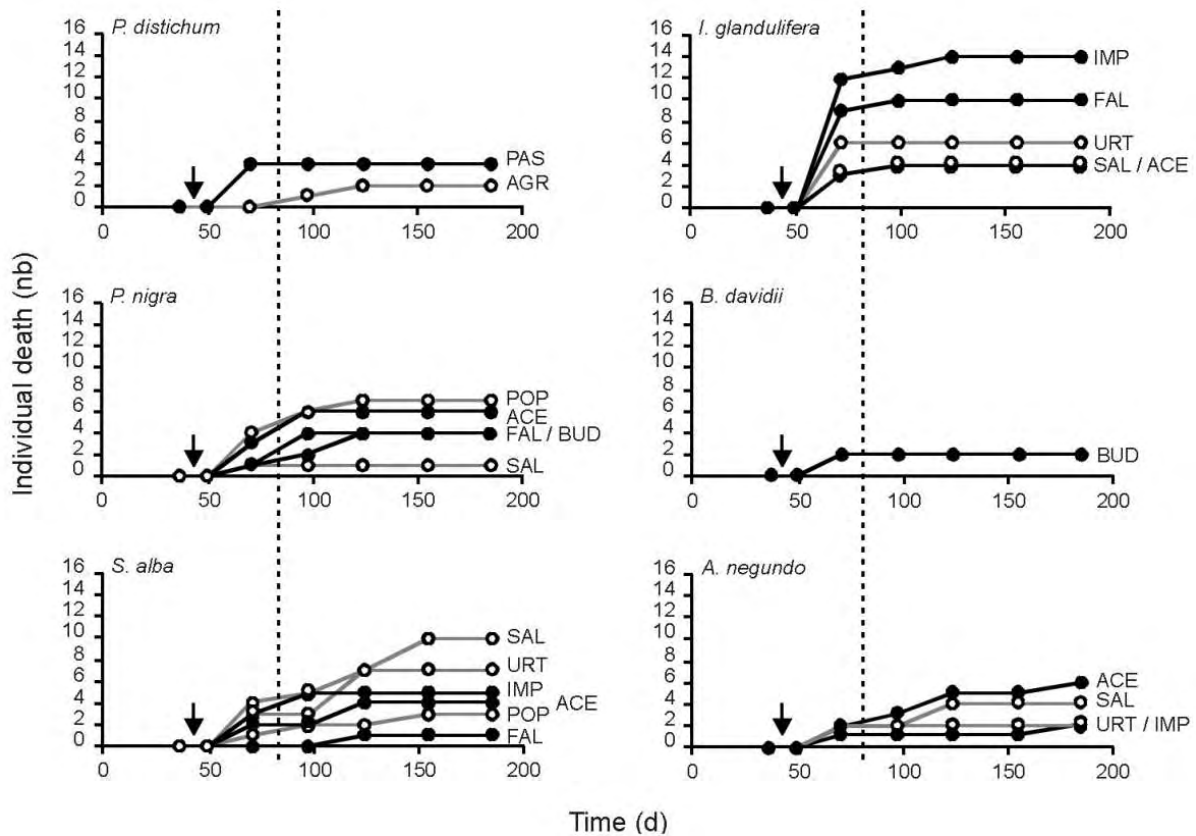 Individual death (nb)
P. distichum
16
14
12
10
8
6
4
2
0
PAS
AGR
0 50 100 150 200
I. glandulifera
16
14
12
10
8
6
4
2
0
IMP
FAL
URT
SAL / ACE
0 50 100 150 200
P. nigra
16
14
12
10
8
6
4
2
0
POP
ACE
FAL / BUD
SAL
0 50 100 150 200
B. davidii
16
14
12
10
8
6
4
2
0
BUD
0 50 100 150 200
S. alba
16
14
12
10
8
6
4
2
0
SAL
URT
IMP
ACE
POP
FAL
0 50 100 150 200
A. negundo
16
14
12
10
8
6
4
2
0
ACE
SAL
URT / IMP
0 50 100 150 200
Time (d)